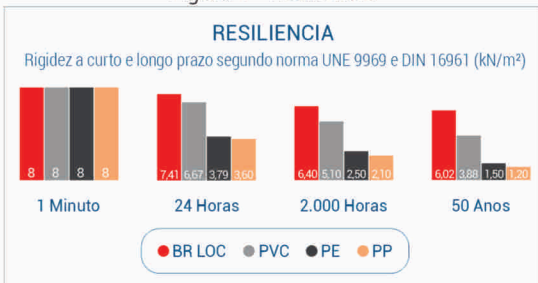 RESILIENCIA
Rigidez a curto e longo prazo segundo norma UNE 9969 e DIN 16961 (kN/m²)
8 8 8 8
7,41 6,67 3,79 3,60
6,40 5,10 2,50 2,10
6,02 3,88 1,50 1,20
1 Minuto 24 Horas 2.000 Horas 50 Anos
BR LOC PVC PE PP